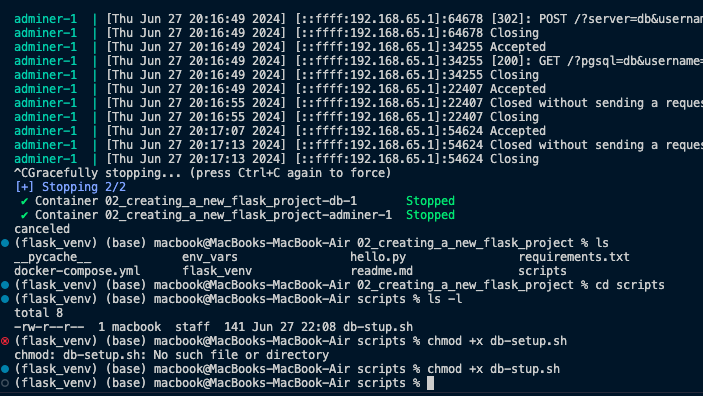 adminer-1 | [Thu Jun 27 20:16:49 2024] [::ffff:192.168.65.1]:64678 [302]: POST /?server=db&usernam
adminer-1 | [Thu Jun 27 20:16:49 2024] [::ffff:192.168.65.1]:64678 Closing
adminer-1 | [Thu Jun 27 20:16:49 2024] [::ffff:192.168.65.1]:34255 Accepted
adminer-1 | [Thu Jun 27 20:16:49 2024] [::ffff:192.168.65.1]:34255 [200]: GET /?pgsql=db&username=
adminer-1 | [Thu Jun 27 20:16:49 2024] [::ffff:192.168.65.1]:34255 Closing
adminer-1 | [Thu Jun 27 20:16:49 2024] [::ffff:192.168.65.1]:22407 Accepted
adminer-1 | [Thu Jun 27 20:16:55 2024] [::ffff:192.168.65.1]:22407 Closed without sending a reques
adminer-1 | [Thu Jun 27 20:16:55 2024] [::ffff:192.168.65.1]:22407 Closing
adminer-1 | [Thu Jun 27 20:17:07 2024] [::ffff:192.168.65.1]:54624 Accepted
adminer-1 | [Thu Jun 27 20:17:13 2024] [::ffff:192.168.65.1]:54624 Closed without sending a reques
adminer-1 | [Thu Jun 27 20:17:13 2024] [::ffff:192.168.65.1]:54624 Closing
^CGracefully stopping... (press Ctrl+C again to force)
[+] Stopping 2/2
✔ Container 02_creating_a_new_flask_project-db-1 Stopped
✔ Container 02_creating_a_new_flask_project-adminer-1 Stopped
canceled
(flask_venv) (base) macbook@MacBooks-MacBook-Air 02_creating_a_new_flask_project % ls
__pycache__ env_vars hello.py requirements.txt
docker-compose.yml flask_venv readme.md scripts
(flask_venv) (base) macbook@MacBooks-MacBook-Air 02_creating_a_new_flask_project % cd scripts
(flask_venv) (base) macbook@MacBooks-MacBook-Air scripts % ls -l
total 8
-rw-r--r-- 1 macbook staff 141 Jun 27 22:08 db-stup.sh
(flask_venv) (base) macbook@MacBooks-MacBook-Air scripts % chmod +x db-setup.sh
chmod: db-setup.sh: No such file or directory
(flask_venv) (base) macbook@MacBooks-MacBook-Air scripts % chmod +x db-stup.sh
(flask_venv) (base) macbook@MacBooks-MacBook-Air scripts %